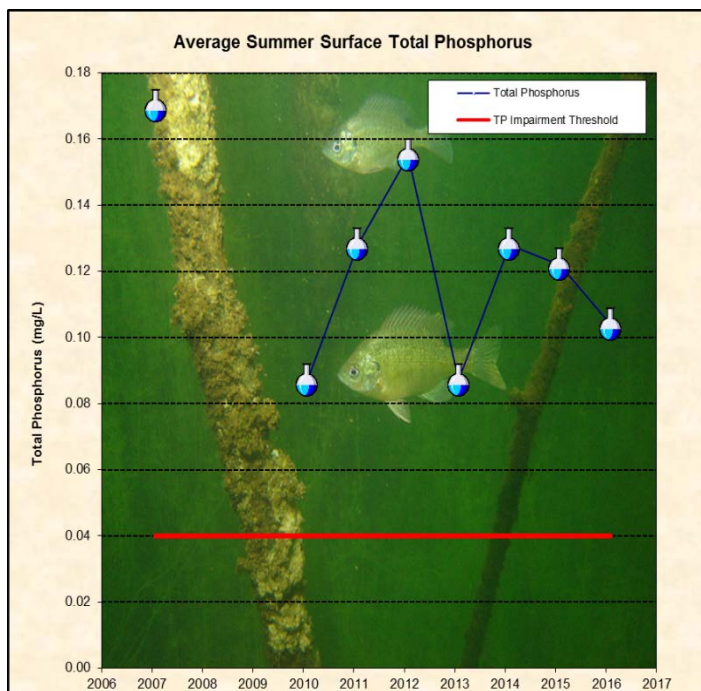 Average Summer Surface Total Phosphorus
Total Phosphorus
TP Impairment Threshold
Total Phosphorus (mg/L)
0.18
0.16
0.14
0.12
0.10
0.08
0.06
0.04
0.02
0.00
2006 2007 2008 2009 2010 2011 2012 2013 2014 2015 2016 2017